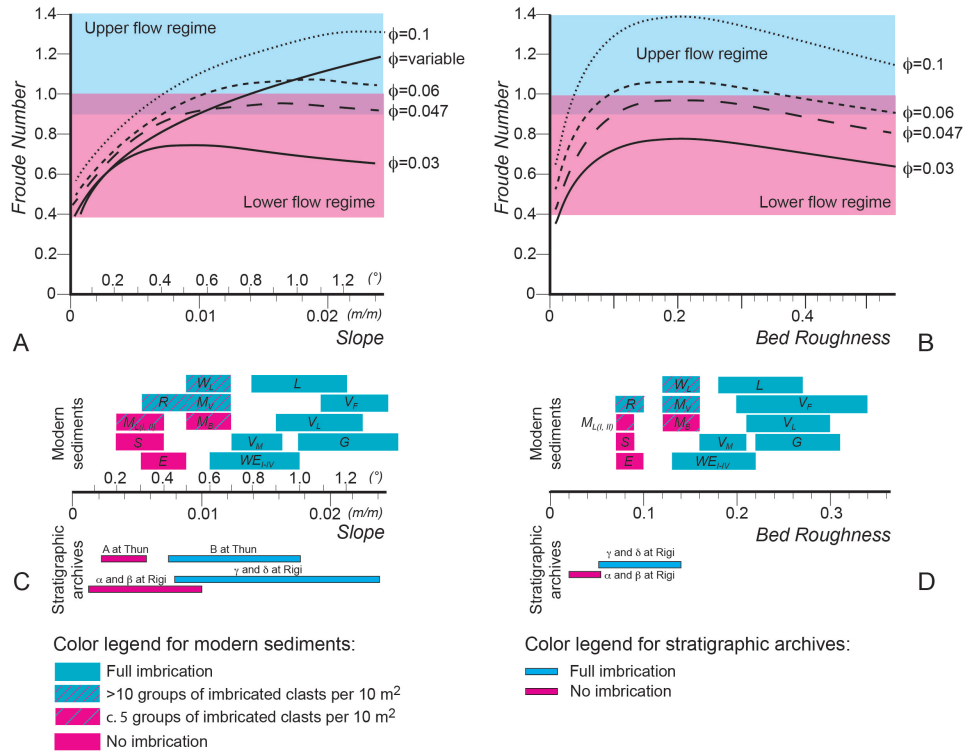 1.4
1.2
1.0
0.8
0.6
0.4
0.2
0
Froude Number
Upper flow regime
Lower flow regime
ϕ=0.1
ϕ=variable
ϕ=0.06
ϕ=0.047
ϕ=0.03
0.2 0.4 0.6 0.8 1.0 1.2 (°)
0 0.01 0.02 (m/m)
A Slope
1.4
1.2
1.0
0.8
0.6
0.4
0.2
0
Froude Number
Upper flow regime
Lower flow regime
ϕ=0.1
ϕ=0.06
ϕ=0.047
ϕ=0.03
0 0.2 0.4
Bed Roughness B
Modern
sediments
WL L
R MV VF
ML(I, II) MB VL
S VM G
E WEI-IV
0.2 0.4 0.6 0.8 1.0 1.2 (°)
0 0.01 0.02 (m/m)
Slope
Stratigraphic
archives
A at Thun B at Thun
γ and δ at Rigi
α and β at Rigi
C
Modern
sediments
WL L
R MV VF
ML(I, II) MB VL
S VM G
E WEI-IV
0 0.1 0.2 0.3
Bed Roughness
Stratigraphic
archives
γ and δ at Rigi
α and β at Rigi
D
Color legend for modern sediments:
Full imbrication
>10 groups of imbricated clasts per 10 m2
c. 5 groups of imbricated clasts per 10 m2
No imbrication
Color legend for stratigraphic archives:
Full imbrication
No imbrication